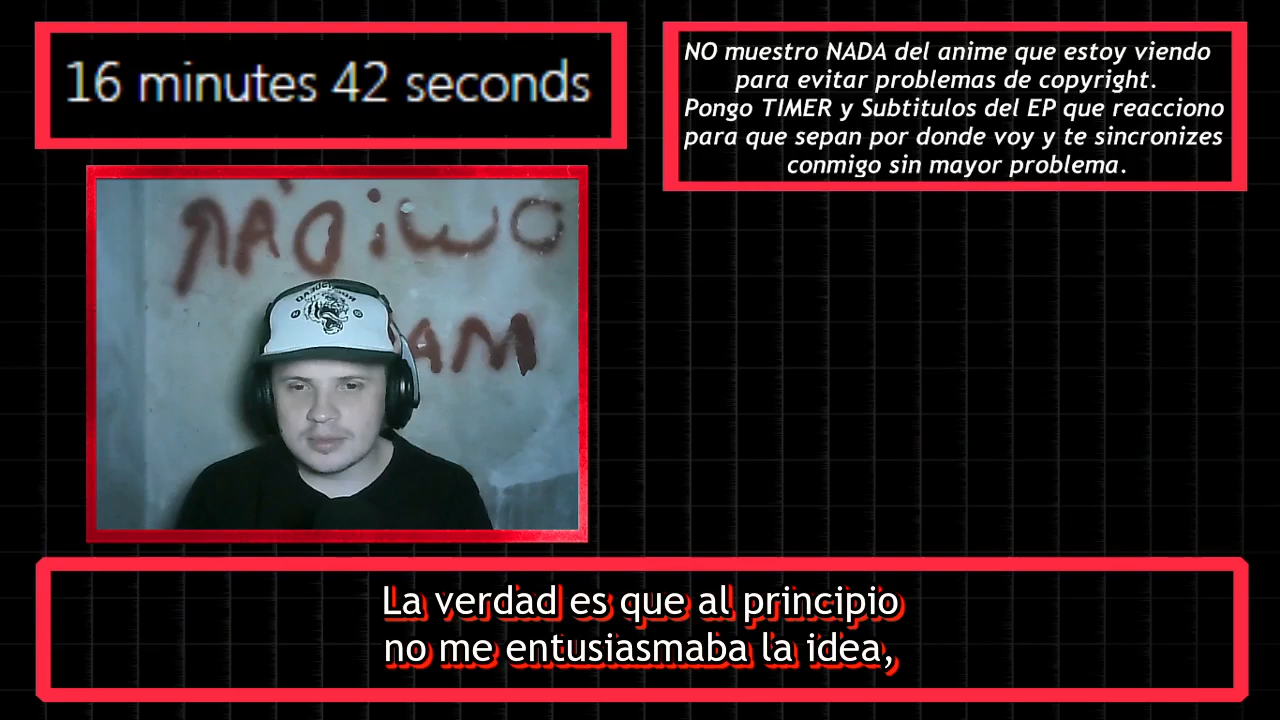 16 minutes 42 seconds
NO muestro NADA del anime que estoy viendo
para evitar problemas de copyright.
Pongo TIMER y Subtitulos del EP que reacciono
para que sepan por donde voy y te sincronizes
conmigo sin mayor problema.
La verdad es que al principio
no me entusiasmaba la idea,